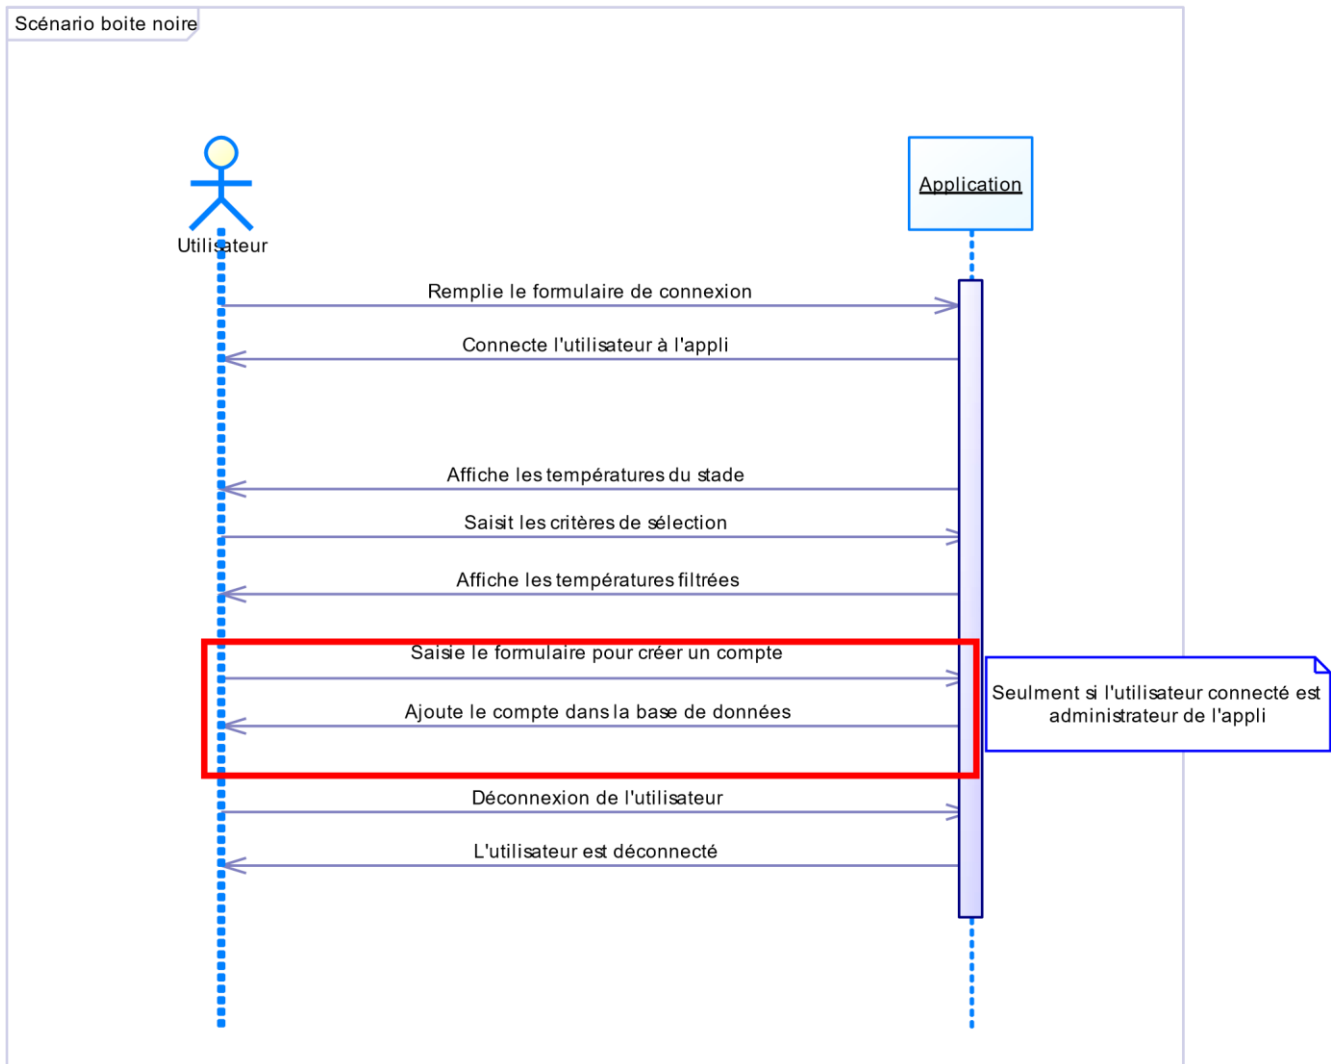 Scénario boite noire
Application
Utilisateur
Remplie le formulaire de connexion
Connecte l'utilisateur à l'appli
Affiche les températures du stade
Saisit les critères de sélection
Affiche les températures filtrées
Saisie le formulaire pour créer un compte
Seulment si l'utilisateur connecté est
administrateur de l'appli
Ajoute le compte dans la base de données
Déconnexion de l'utilisateur
L'utilisateur est déconnecté